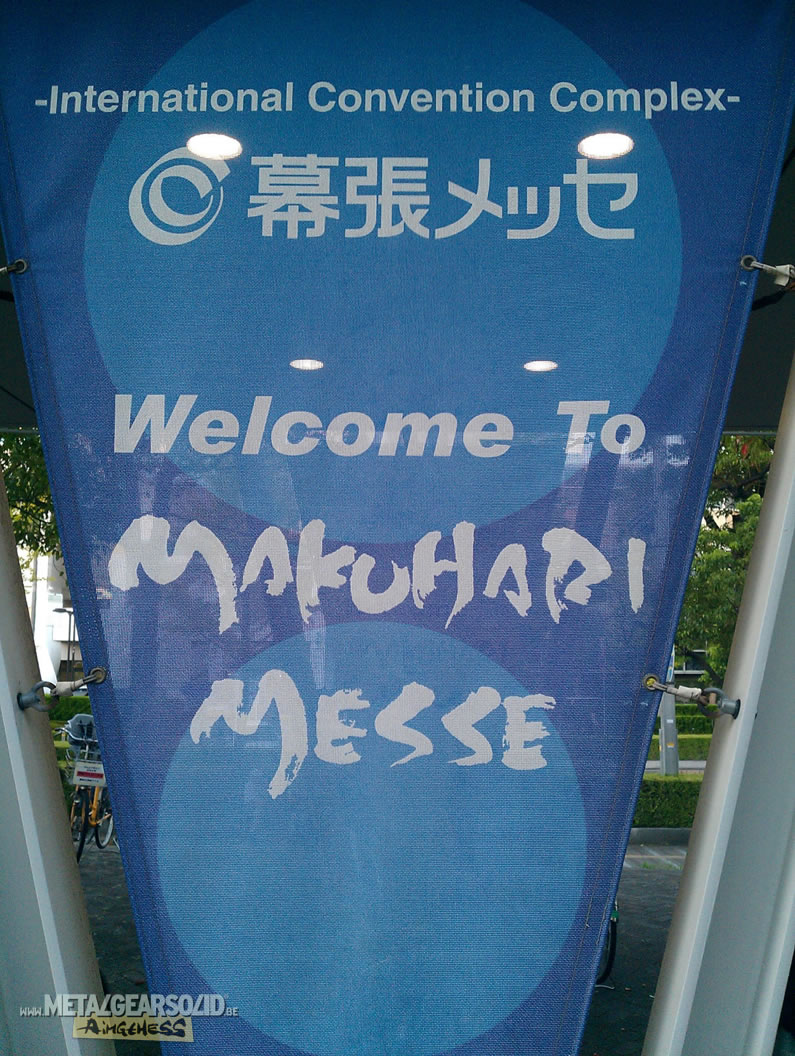 -International Convention Complex-
幕張メッセ
Welcome To
MAKUHARI
MESSE
www.METALGEARSOLID.BE
AIMGEHESS